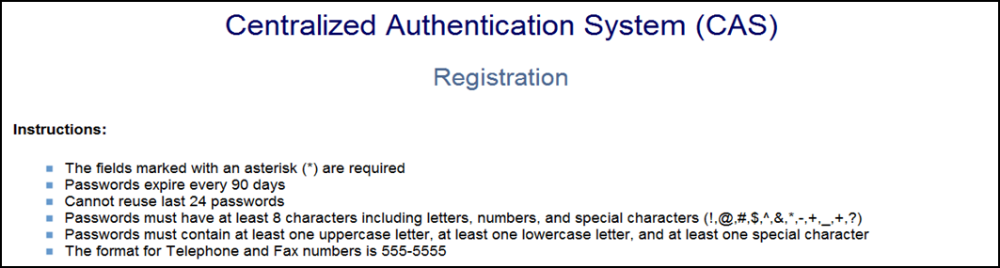 Centralized Authentication System (CAS)
Registration
Instructions:
The fields marked with an asterisk (*) are required
Passwords expire every 90 days
Cannot reuse last 24 passwords
Passwords must have at least 8 characters including letters, numbers, and special characters (!,@,#,$,^,&,*,-,+,_,+,?)
Passwords must contain at least one uppercase letter, at least one lowercase letter, and at least one special character
The format for Telephone and Fax numbers is 555-5555